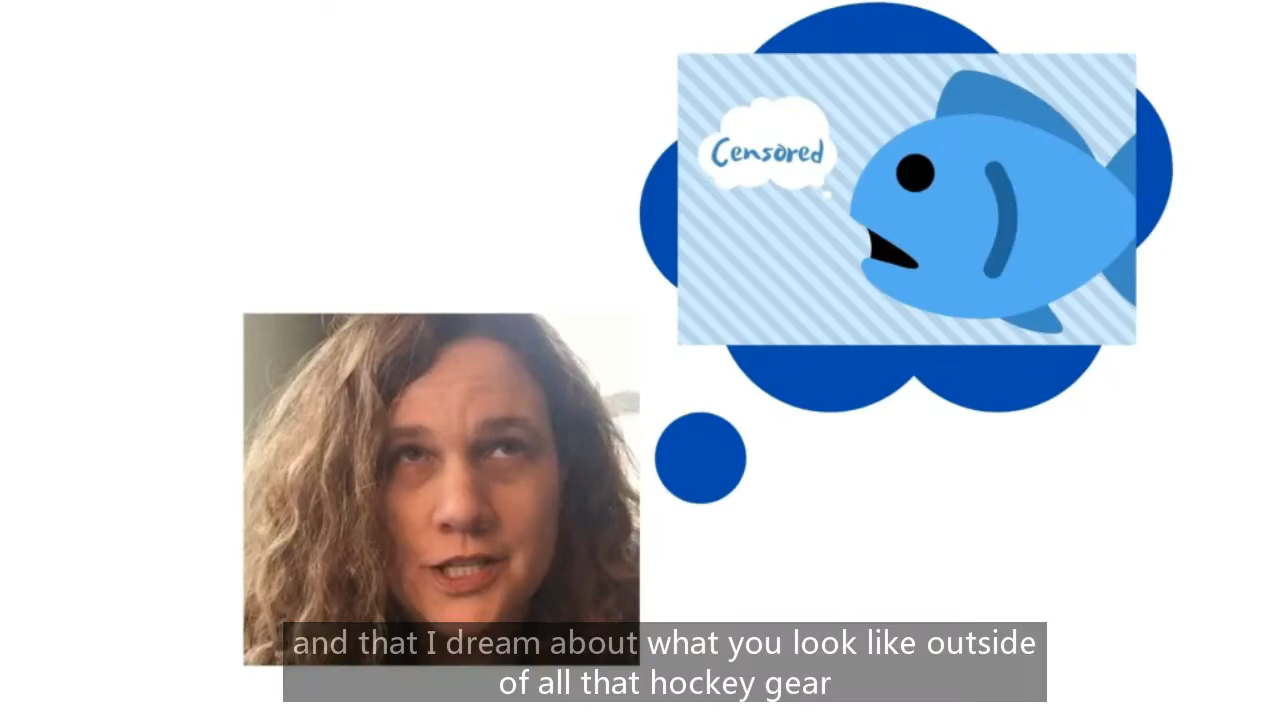 Censored
and that I dream about what you look like outside
of all that hockey gear